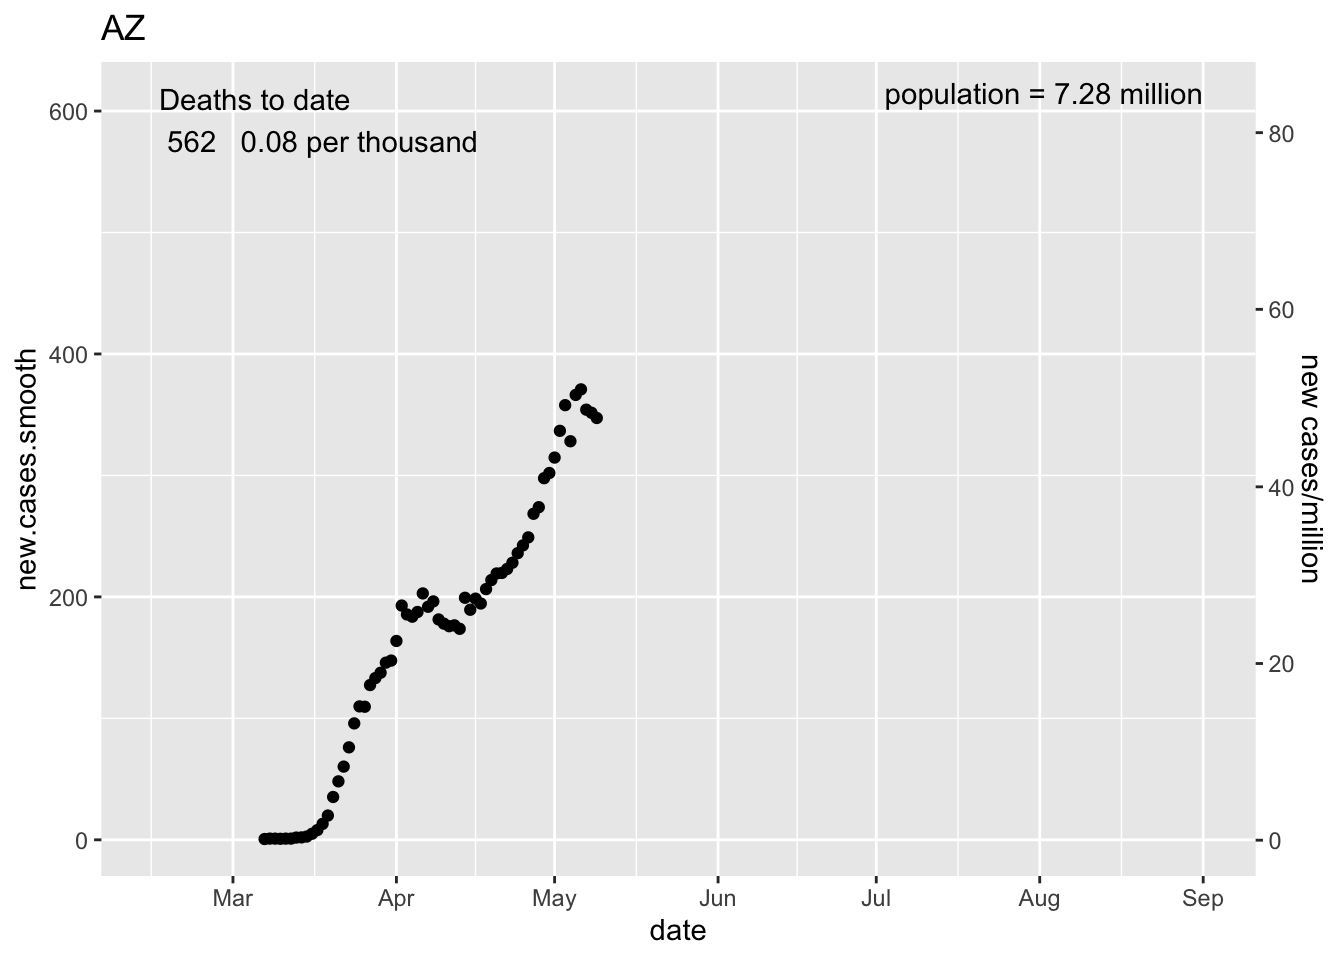 AZ
Deaths to date
562 0.08 per thousand
population = 7.28 million
600
400
200
0
new.cases.smooth
80
60
40
20
0
new cases/million
Mar Apr May Jun Jul Aug Sep
date